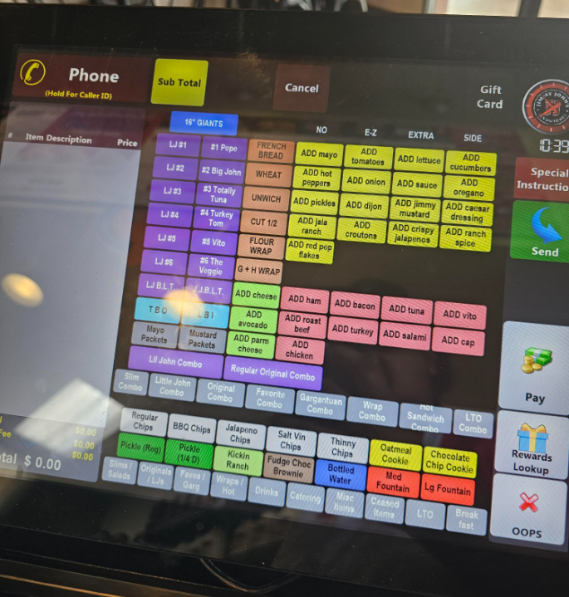 Phone
(Hold For Caller ID)
Sub Total
Cancel
Gift
Card
10:39
# Item Description Price
16" GIANTS
NO E-Z EXTRA SIDE
LJ #1
#1 Pepe
FRENCH
BREAD
ADD mayo
ADD
tomatoes
ADD lettuce
ADD
cucumbers
LJ #2
#2 Big John
WHEAT
ADD hot
peppers
ADD onion
ADD sauce
ADD
oregano
LJ #3
#3 Totally
Tuna
UNWICH
ADD pickles
ADD dijon
ADD jimmy
mustard
ADD caesar
dressing
LJ #4
#4 Turkey
Tom
CUT 1/2
ADD jala
ranch
ADD
croutons
ADD crispy
jalapenos
ADD ranch
spice
LJ #5
#5 Vito
FLOUR
WRAP
ADD red pep
flakes
LJ #6
#6 The
Veggie
G + H WRAP
LJ B.L.T.
J.B.L.T.
ADD cheese
ADD ham
ADD bacon
ADD tuna
ADD vito
T B O
L B I
ADD
avocado
ADD roast
beef
ADD turkey
ADD salami
ADD cap
Mayo
Packets
Mustard
Packets
ADD parm
cheese
ADD
chicken
Lil John Combo
Regular Original Combo
Slim
Combo
Little John
Combo
Original
Combo
Favorite
Combo
Gargantuan
Combo
Wrap
Combo
Hot
Sandwich
Combo
LTO
Combo
Regular
Chips
BBQ Chips
Jalapeno
Chips
Salt Vin
Chips
Thinny
Chips
Oatmeal
Cookie
Chocolate
Chip Cookie
Pickle (Reg)
Pickle
(1/4 D)
Kickin
Ranch
Fudge Choc
Brownie
Bottled
Water
Med
Fountain
Lg Fountain
Slims /
Salads
Originals
/ LJs
Faves /
Garg
Wraps /
Hot
Drinks
Catering
Misc
Items
Cossed
Items
LTO
Break
fast
Special
Instructio
Send
Pay
Rewards
Lookup
OOPS
$0.00
Fee $0.00
$0.00
otal $ 0.00